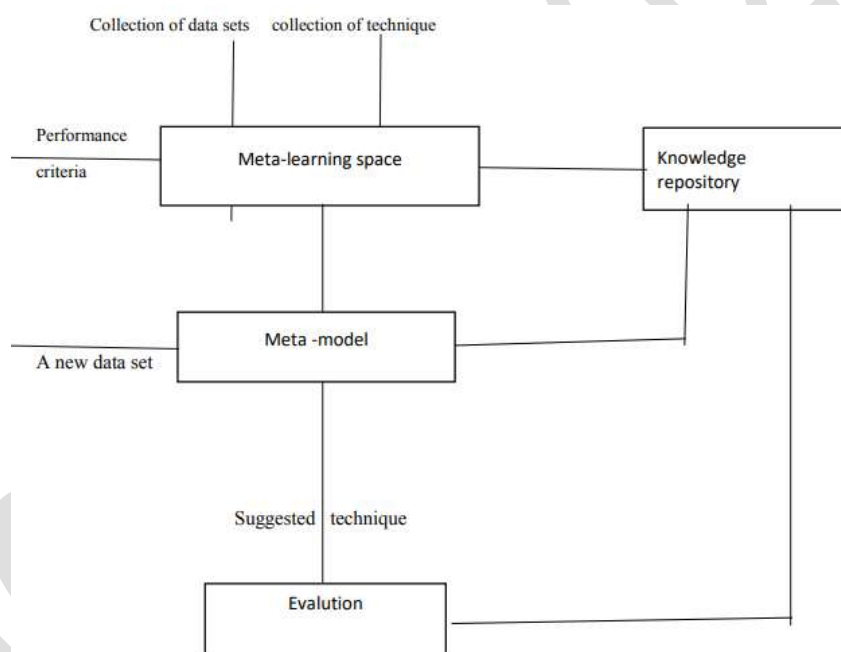 Collection of data sets collection of technique
Performance
criteria
Meta-learning space
Knowledge
repository
Meta -model
A new data set
Suggested technique
Evalution